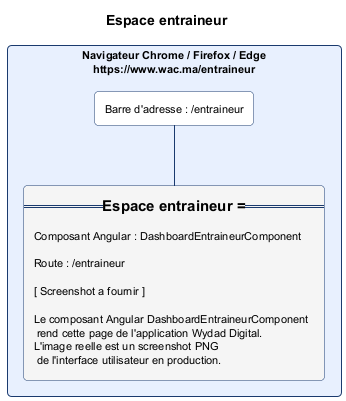 Espace entraineur
Navigateur Chrome / Firefox / Edge
https://www.wac.ma/entraineur
Barre d'adresse : /entraineur
Espace entraineur =
Composant Angular : DashboardEntraineurComponent
Route : /entraineur
[ Screenshot a fournir ]
Le composant Angular DashboardEntraineurComponent
rend cette page de l'application Wydad Digital.
L'image reelle est un screenshot PNG
de l'interface utilisateur en production.